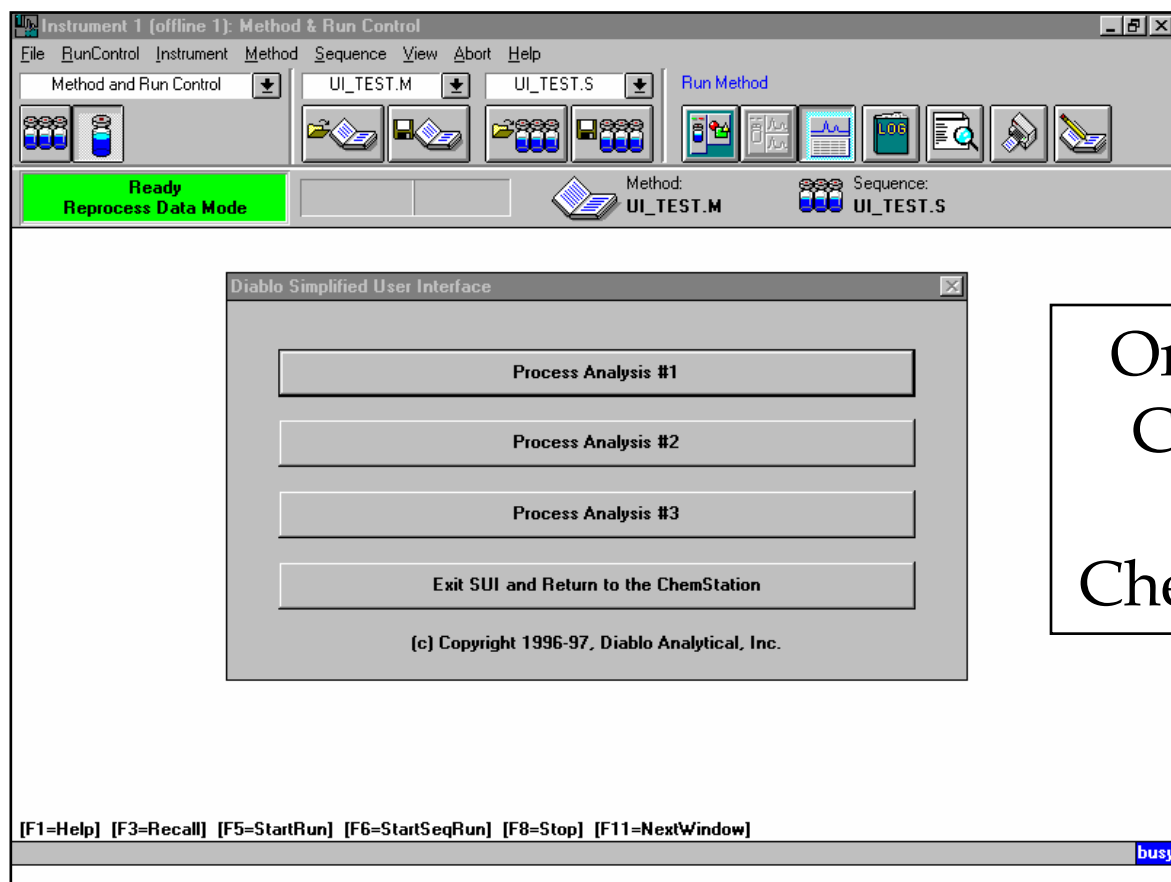 Instrument 1 (offline 1): Method & Run Control
File RunControl Instrument Method Sequence View Abort Help
Method and Run Control UI_TEST.M UI_TEST.S Run Method
LOG
Ready
Reprocess Data Mode
Method:
UI_TEST.M
Sequence:
UI_TEST.S
Diablo Simplified User Interface
Process Analysis #1
Process Analysis #2
Process Analysis #3
Exit SUI and Return to the ChemStation
(c) Copyright 1996-97, Diablo Analytical, Inc.
[F1=Help] [F3=Recall] [F5=StartRun] [F6=StartSeqRun] [F8=Stop] [F11=NextWindow]
busy